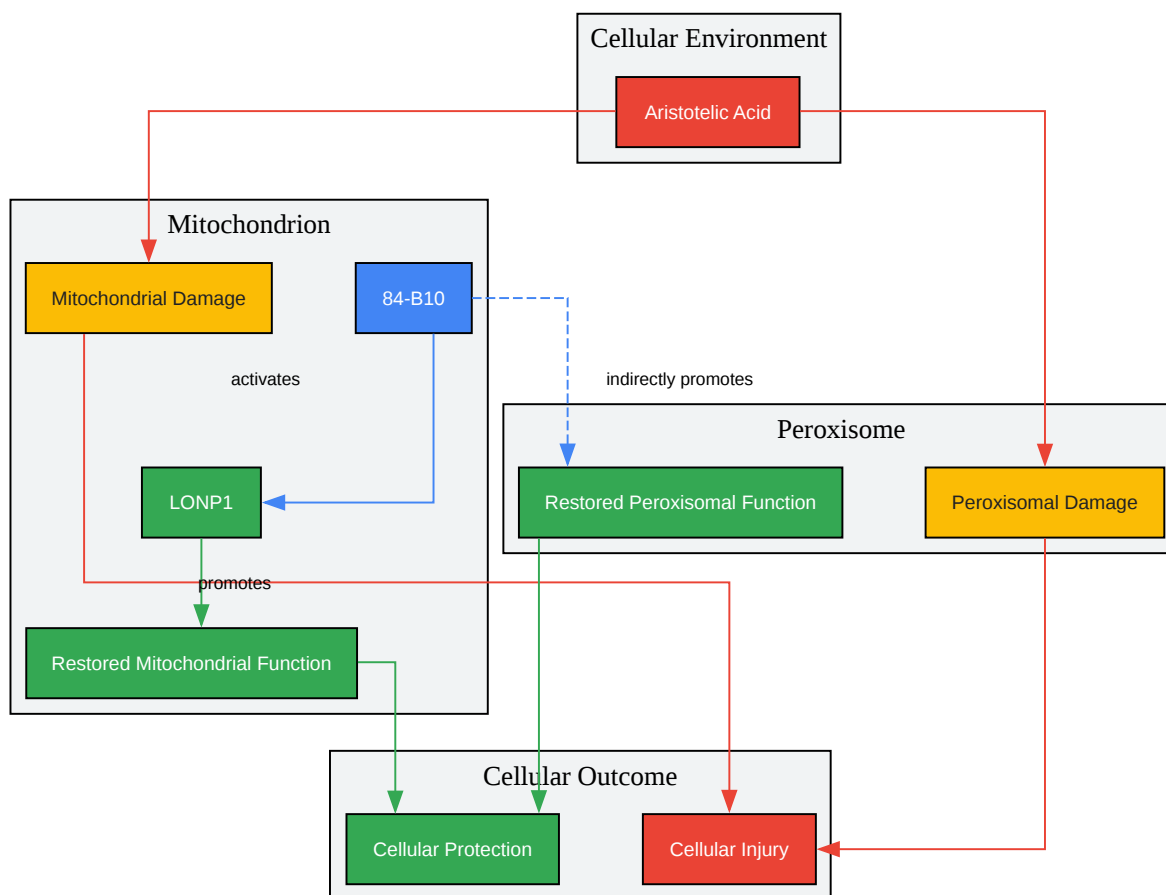 Cellular Environment
Aristotelic Acid
Mitochondrion
Mitochondrial Damage
84-B10
activates
indirectly promotes
Peroxisome
LONP1
Restored Peroxisomal Function
Peroxisomal Damage
promotes
Restored Mitochondrial Function
Cellular Outcome
Cellular Protection
Cellular Injury